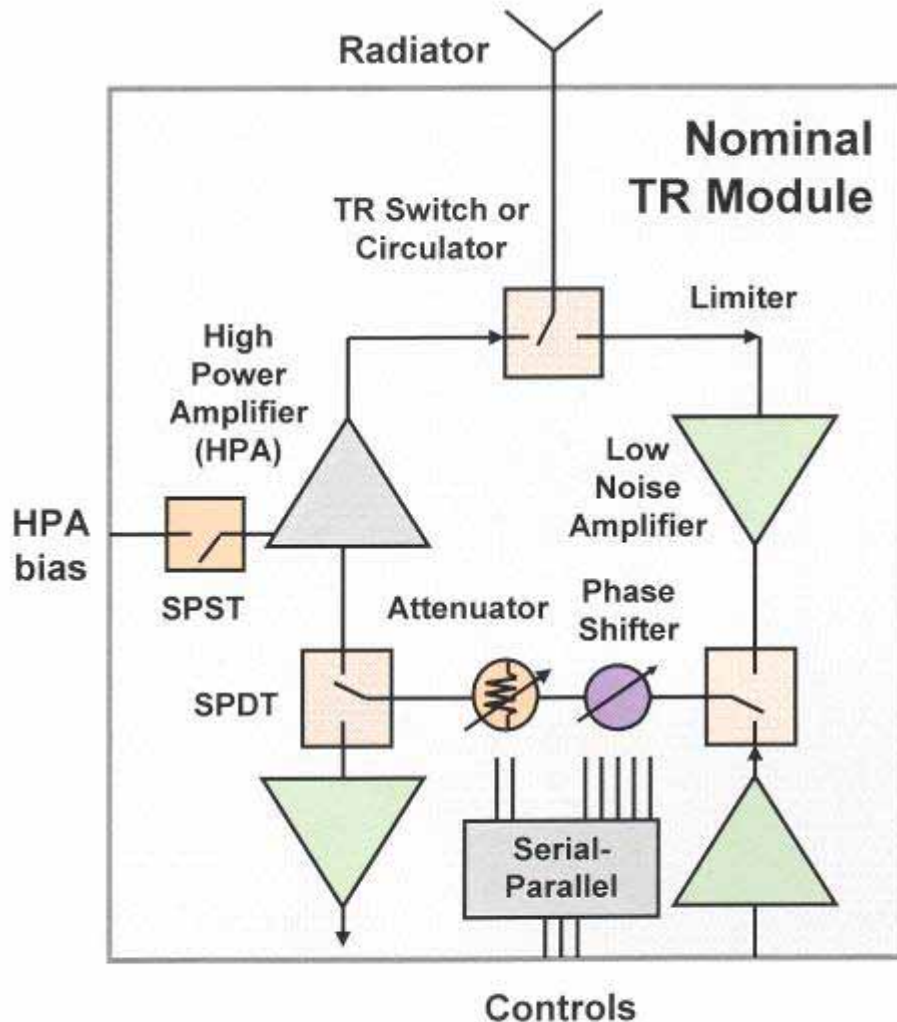 Radiator
Nominal
TR Module
TR Switch or
Circulator
Limiter
High
Power
Amplifier
(HPA)
Low
Noise
Amplifier
HPA
bias
SPST
Attenuator
Phase
Shifter
SPDT
Serial-
Parallel
Controls